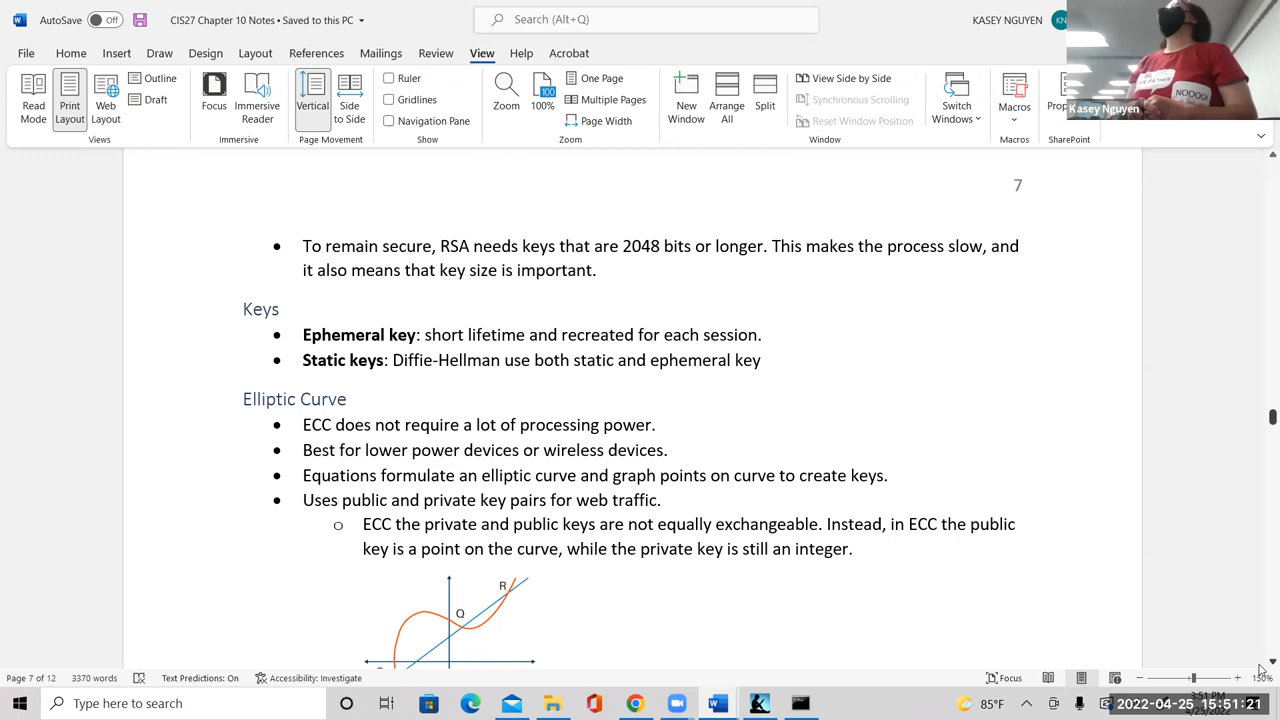 AutoSave Off CIS27 Chapter 10 Notes • Saved to this PC Search (Alt+Q) KASEY NGUYEN
File Home Insert Draw Design Layout References Mailings Review View Help Acrobat
Read Mode
Print Layout
Web Layout
Outline
Draft
Views
Focus
Immersive Reader
Immersive
Vertical
Side to Side
Page Movement
Ruler
Gridlines
Navigation Pane
Show
Zoom
100
100%
One Page
Multiple Pages
Page Width
Zoom
New Window
Arrange All
Split
View Side by Side
Synchronous Scrolling
Reset Window Position
Window
Switch Windows
Macros
Macros
SharePoint
NOOOO
Kasey Nguyen
7
• To remain secure, RSA needs keys that are 2048 bits or longer. This makes the process slow, and
it also means that key size is important.
Keys
• Ephemeral key: short lifetime and recreated for each session.
• Static keys: Diffie-Hellman use both static and ephemeral key
Elliptic Curve
• ECC does not require a lot of processing power.
• Best for lower power devices or wireless devices.
• Equations formulate an elliptic curve and graph points on curve to create keys.
• Uses public and private key pairs for web traffic.
o ECC the private and public keys are not equally exchangeable. Instead, in ECC the public
key is a point on the curve, while the private key is still an integer.
R
Q
Page 7 of 12 3370 words Text Predictions: On Accessibility: Investigate Focus 150%
Type here to search 85°F 3:51 PM
2022-04-25 15:51:21